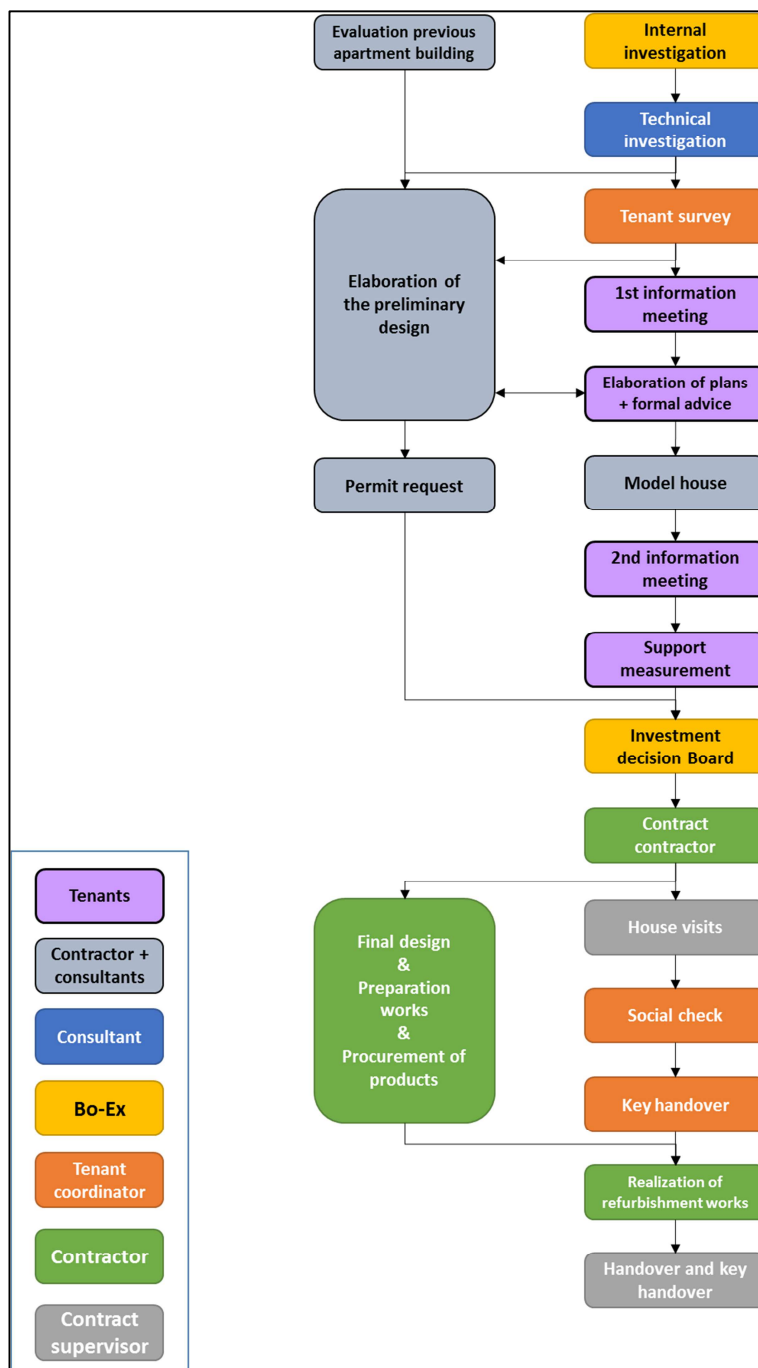 Evaluation previous
apartment building
Internal
investigation
Technical
investigation
Tenant survey
Elaboration of
the preliminary
design
1st information
meeting
Elaboration of plans
+ formal advice
Permit request
Model house
2nd information
meeting
Support
measurement
Investment
decision Board
Contract
contractor
Final design
&
Preparation
works
&
Procurement of
products
House visits
Social check
Key handover
Realization of
refurbishment works
Handover and key
handover
Tenants
Contractor +
consultants
Consultant
Bo-Ex
Tenant
coordinator
Contractor
Contract
supervisor